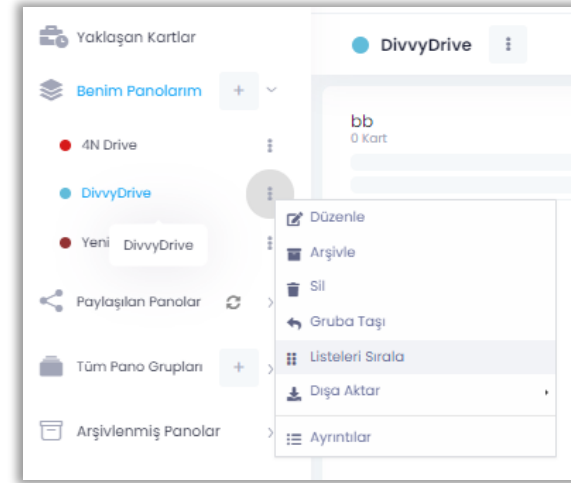 Yaklaşan Kartlar
Benim Panolarım
4N Drive
DivvyDrive
Yeni
DivvyDrive
Paylaşılan Panolar
Tüm Pano Grupları
Arşivlenmiş Panolar
DivvyDrive
bb
0 Kart
Düzenle
Arşivle
Sil
Gruba Taşı
Listeleri Sırala
Dışa Aktar
Ayrıntılar